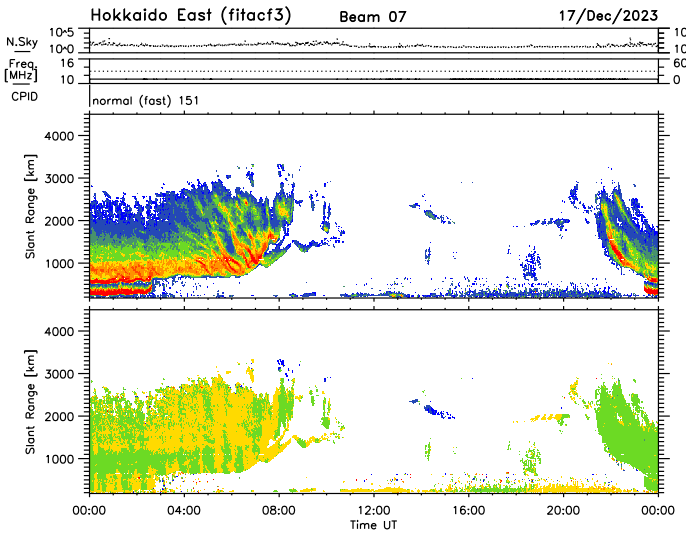 Hokkaido East (fitacf3) Beam 07 17/Dec/2023
N.Sky 10^5 10^0 10 10
Freq. [MHz] 16 10 60 0
CPID normal (fast) 151
Slant Range [km] 4000 3000 2000 1000
Slant Range [km] 4000 3000 2000 1000
00:00 04:00 08:00 12:00 16:00 20:00 00:00
Time UT